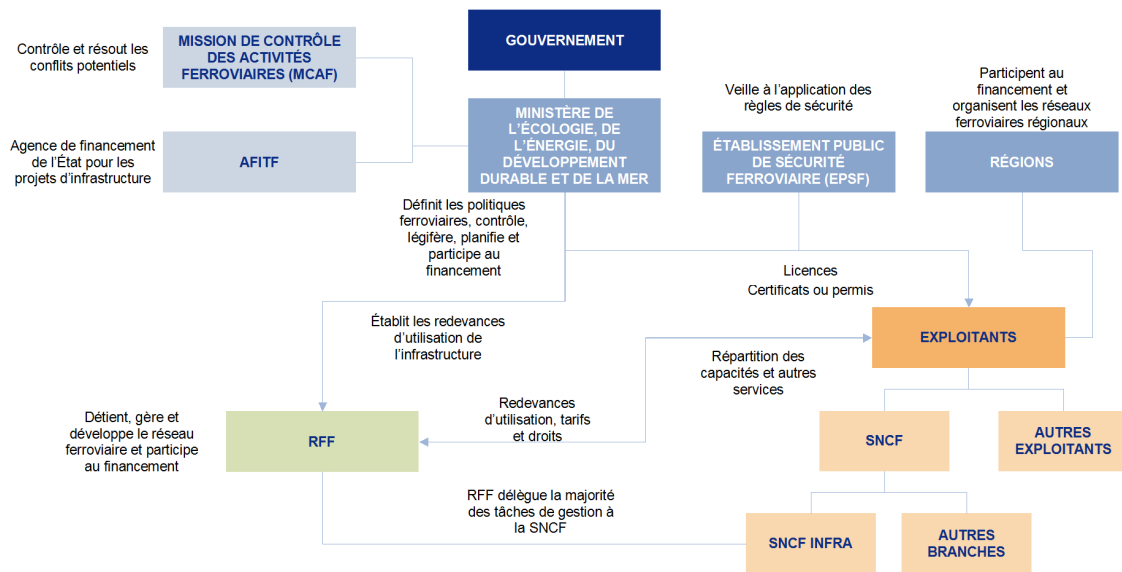 Contrôle et résout les
conflits potentiels
MISSION DE CONTRÔLE
DES ACTIVITÉS
FERROVIAIRES (MCAF)
GOUVERNEMENT
Agence de financement
de l’État pour les
projets d’infrastructure
AFITF
MINISTÈRE DE
L’ÉCOLOGIE, DE
L’ÉNERGIE, DU
DÉVELOPPEMENT
DURABLE ET DE LA MER
Veille à l’application des
règles de sécurité
ÉTABLISSEMENT PUBLIC
DE SÉCURITÉ
FERROVIAIRE (EPSF)
Participent au
financement et
organisent les réseaux
ferroviaires régionaux
RÉGIONS
Définit les politiques
ferroviaires, contrôle,
légifère, planifie et
participe au
financement
Licences
Certificats ou permis
Établit les redevances
d’utilisation de
l’infrastructure
EXPLOITANTS
Répartition des
capacités et autres
services
Détient, gère et
développe le réseau
ferroviaire et participe
au financement
RFF
Redevances
d’utilisation, tarifs
et droits
SNCF
AUTRES
EXPLOITANTS
RFF délègue la majorité
des tâches de gestion à
la SNCF
SNCF INFRA
AUTRES
BRANCHES